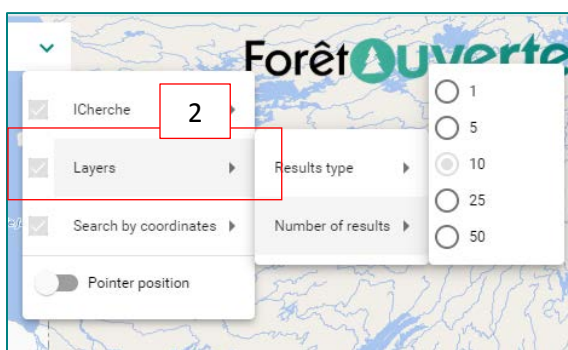 ForêtOuverte
ICherche
2
Layers
Search by coordinates
Pointer position
Results type
Number of results
1
5
10
25
50